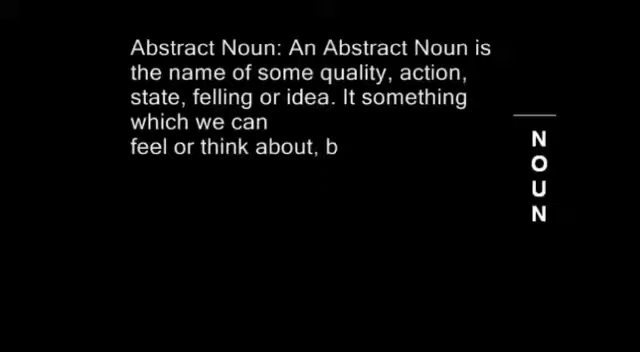 Abstract Noun: An Abstract Noun is
the name of some quality, action,
state, felling or idea. It something
which we can
feel or think about, b
N
O
U
N